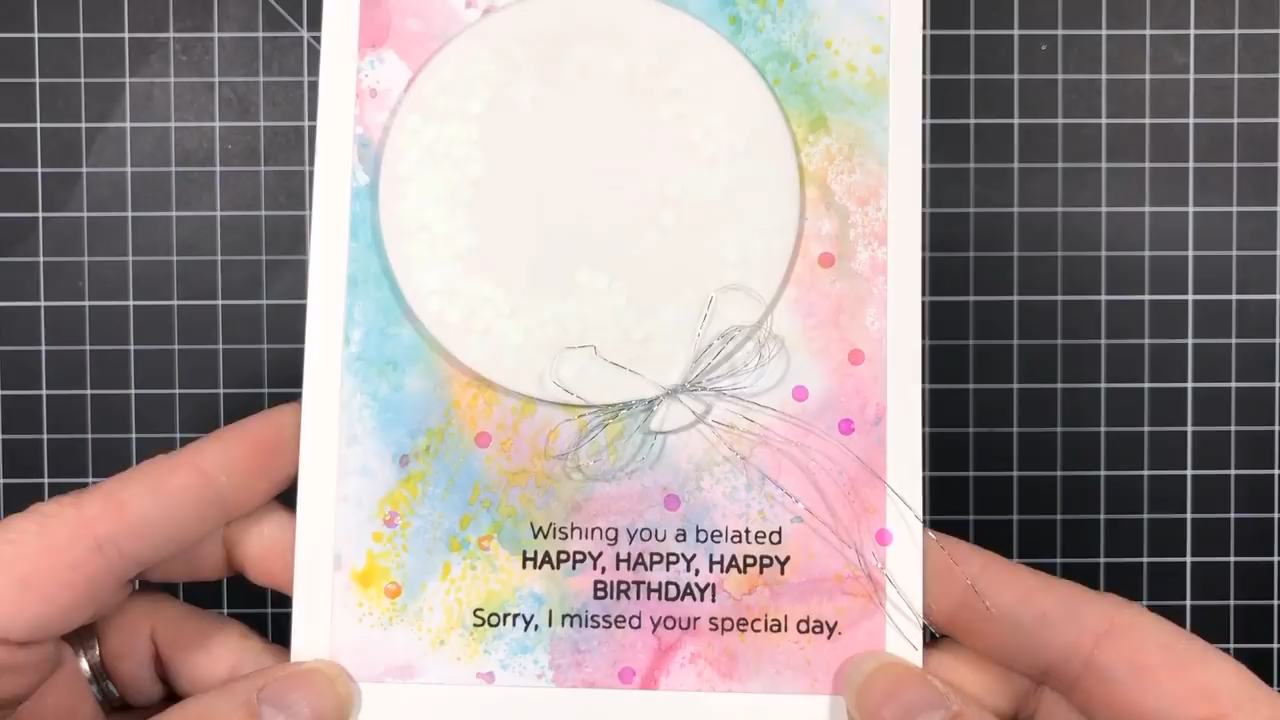 Wishing you a belated
HAPPY, HAPPY, HAPPY
BIRTHDAY!
Sorry, I missed your special day.